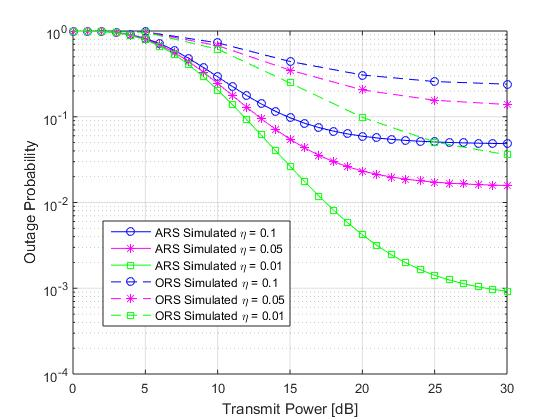 10^0
10^-1
10^-2
10^-3
10^-4
Outage Probability
ARS Simulated η = 0.1
ARS Simulated η = 0.05
ARS Simulated η = 0.01
ORS Simulated η = 0.1
ORS Simulated η = 0.05
ORS Simulated η = 0.01
0 5 10 15 20 25 30
Transmit Power [dB]